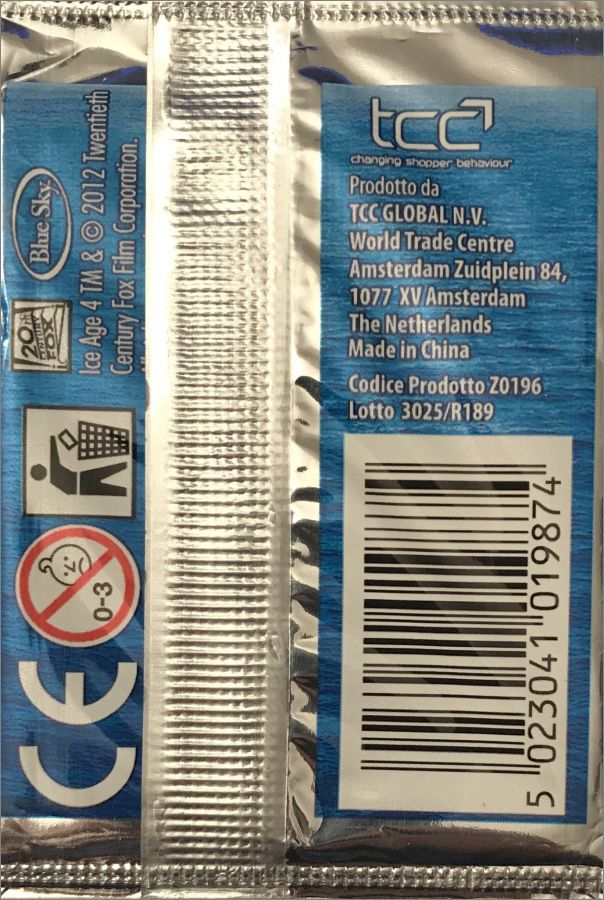 tcc
changing shopper behaviour
Prodotto da
TCC GLOBAL N.V.
World Trade Centre
Amsterdam Zuidplein 84,
1077 XV Amsterdam
The Netherlands
Made in China
Codice Prodotto Z0196
Lotto 3025/R189
5 023041 019874
Blue Sky
20th
CENTURY
FOX
Ice Age 4 TM & © 2012 Twentieth
Century Fox Film Corporation.
0-3
CE